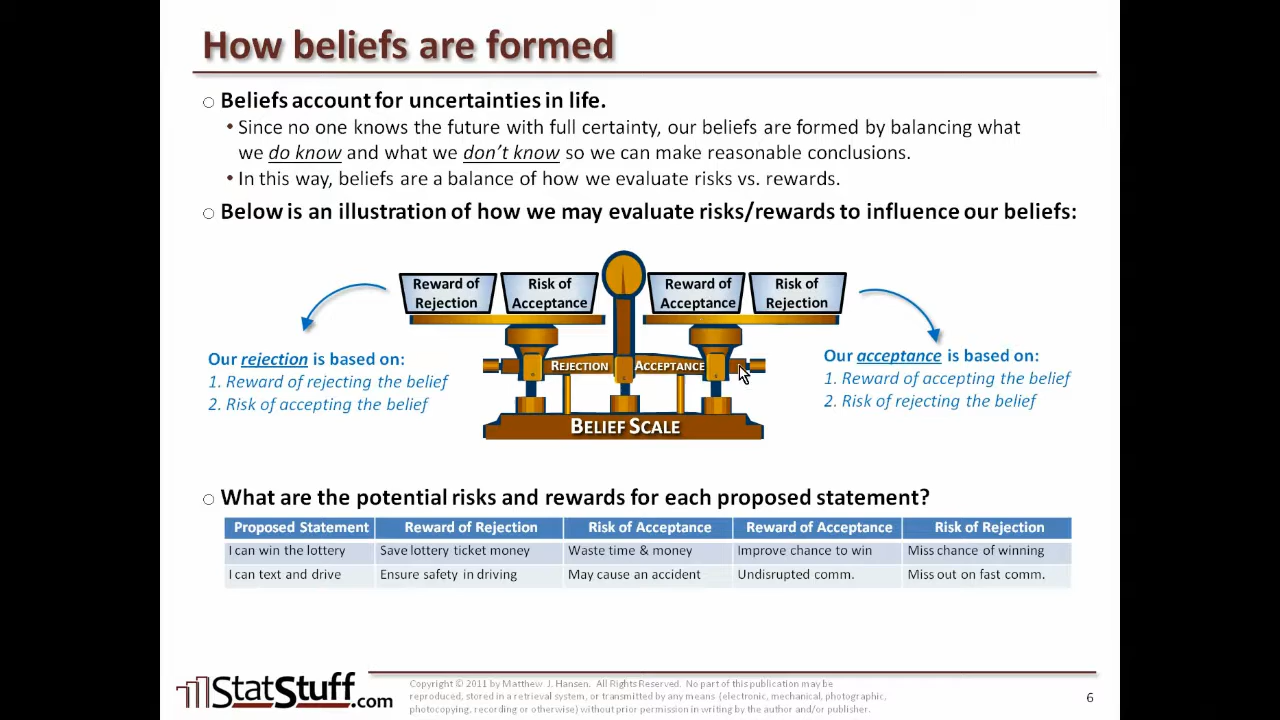 How beliefs are formed
Beliefs account for uncertainties in life.
Since no one knows the future with full certainty, our beliefs are formed by balancing what
we do know and what we don't know so we can make reasonable conclusions.
In this way, beliefs are a balance of how we evaluate risks vs. rewards.
Below is an illustration of how we may evaluate risks/rewards to influence our beliefs:
Reward of Rejection
Risk of Acceptance
Reward of Acceptance
Risk of Rejection
Our rejection is based on:
1. Reward of rejecting the belief
2. Risk of accepting the belief
REJECTION ACCEPTANCE
BELIEF SCALE
Our acceptance is based on:
1. Reward of accepting the belief
2. Risk of rejecting the belief
What are the potential risks and rewards for each proposed statement?
Proposed Statement Reward of Rejection Risk of Acceptance Reward of Acceptance Risk of Rejection
I can win the lottery Save lottery ticket money Waste time & money Improve chance to win Miss chance of winning
I can text and drive Ensure safety in driving May cause an accident Undisrupted comm. Miss out on fast comm.
StatStuff.com
Copyright © 2011 by Matthew J. Hansen. All Rights Reserved. No part of this publication may be
reproduced, stored in a retrieval system, or transmitted by any means (electronic, mechanical, photographic,
photocopying, recording or otherwise) without prior permission in writing by the author and/or publisher.
6